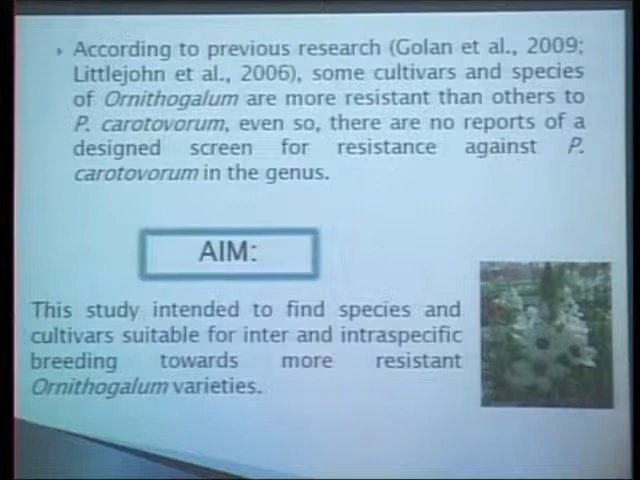 According to previous research (Golan et al., 2009;
Littlejohn et al., 2006), some cultivars and species
of Ornithogalum are more resistant than others to
P. carotovorum, even so, there are no reports of a
designed screen for resistance against P.
carotovorum in the genus.
AIM:
This study intended to find species and
cultivars suitable for inter and intraspecific
breeding towards more resistant
Ornithogalum varieties.